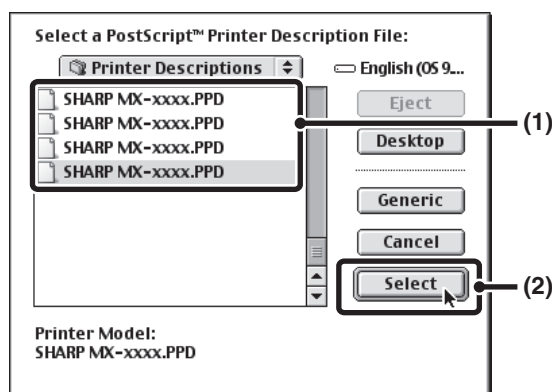 Select a PostScript™ Printer Description File:
Printer Descriptions
English (OS 9....
SHARP MX-xxxx.PPD
SHARP MX-xxxx.PPD
SHARP MX-xxxx.PPD
SHARP MX-xxxx.PPD
Eject
(1)
Desktop
Generic
Cancel
Select
(2)
Printer Model:
SHARP MX-xxxx.PPD